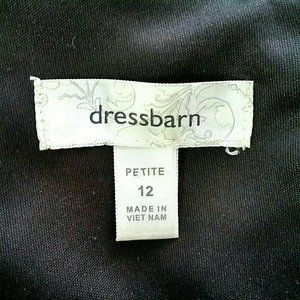 dressbarn
PETITE
12
MADE IN
VIET NAM